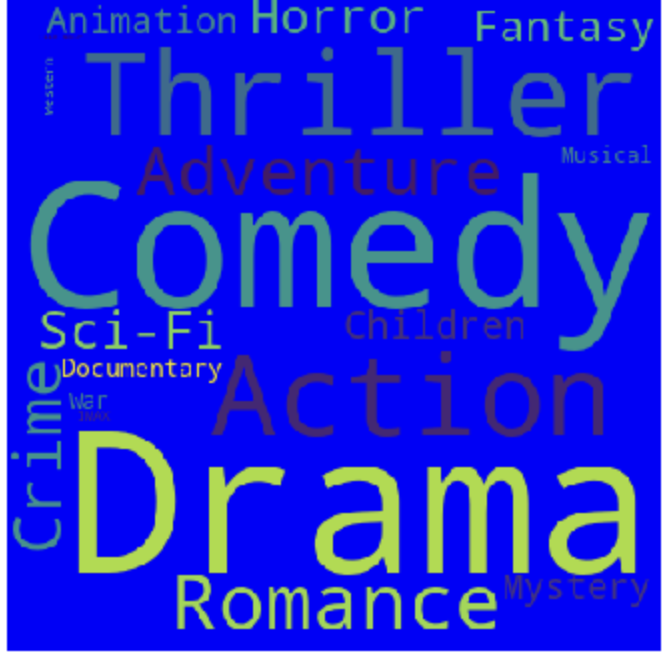 Animation Horror Fantasy
Western
Thriller
Musical
Adventure
Comedy
Sci-Fi Children
Documentary
Action
War
IMAX
Crime
Drama
Romance Mystery